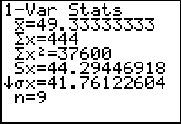 1-Var Stats
x̅=49.33333333
Σx=444
Σx²=37600
Sx=44.29446918
↓σx=41.76122604
n=9